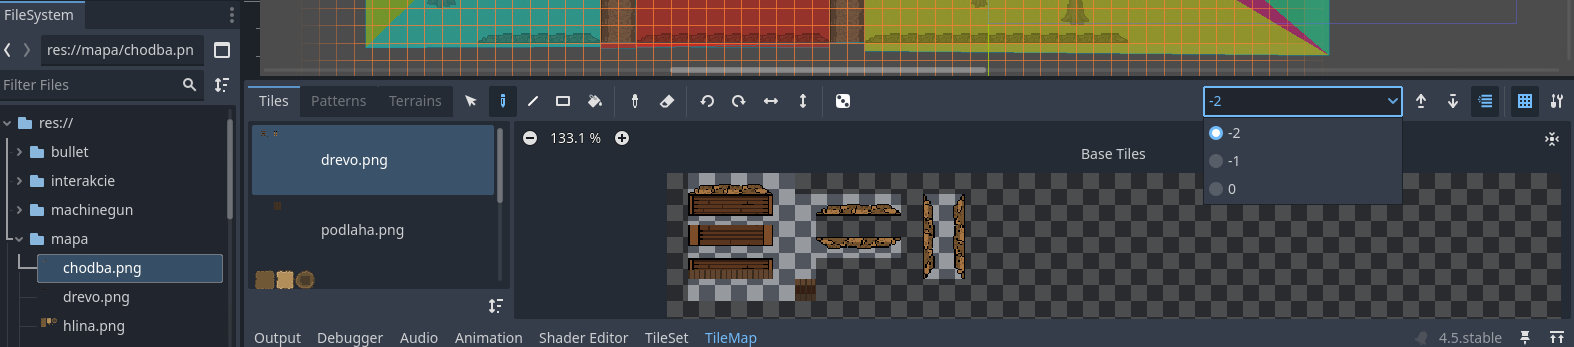 FileSystem
res://mapa/chodba.pn
Filter Files
res://
bullet
interakcie
machinegun
mapa
chodba.png
drevo.png
hlina.png
Tiles Patterns Terrains
-2
-2
-1
0
drevo.png
podlaha.png
133.1 %
Base Tiles
Output Debugger Audio Animation Shader Editor TileSet TileMap 4.5.stable